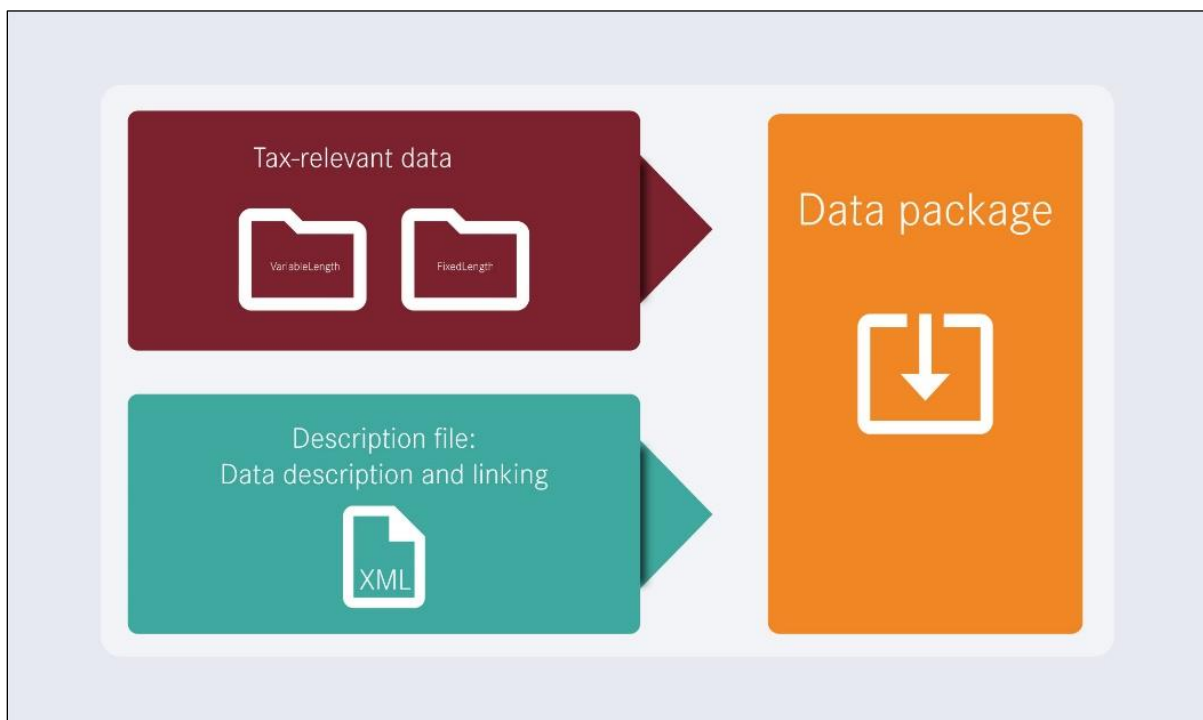 Tax-relevant data
VariableLength
FixedLength
Data package
Description file:
Data description and linking
XML